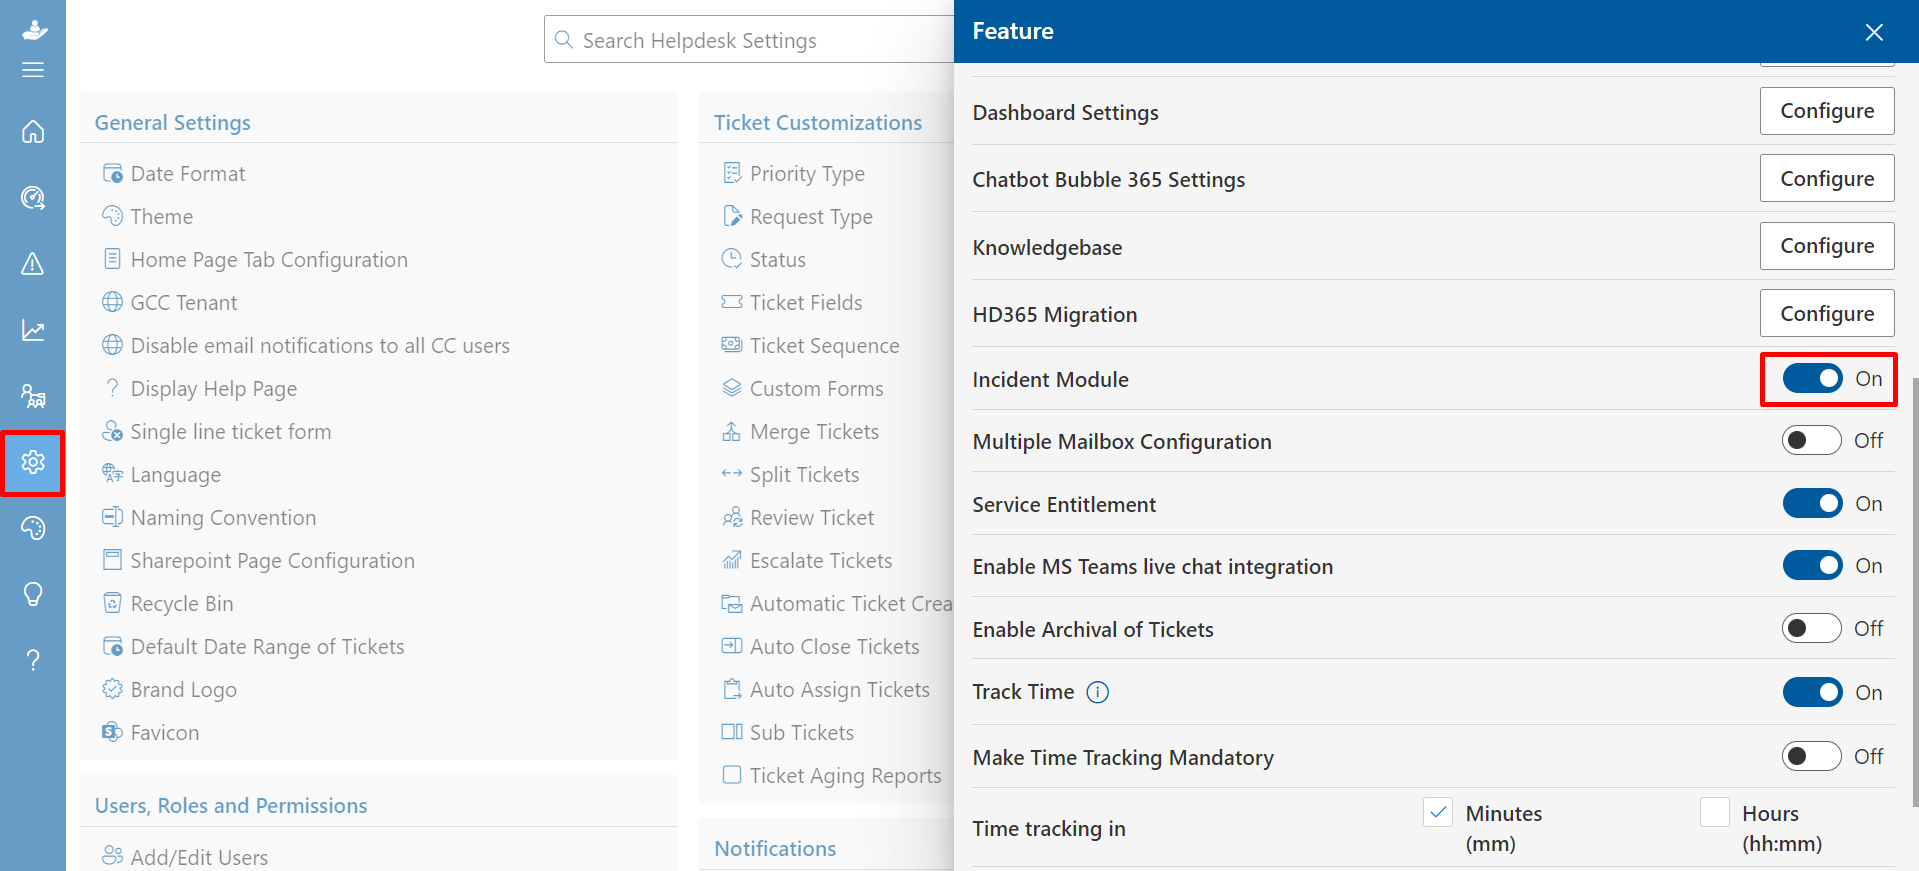 Search Helpdesk Settings
General Settings
Date Format
Theme
Home Page Tab Configuration
GCC Tenant
Disable email notifications to all CC users
Display Help Page
Single line ticket form
Language
Naming Convention
Sharepoint Page Configuration
Recycle Bin
Default Date Range of Tickets
Brand Logo
Favicon
Users, Roles and Permissions
Add/Edit Users
Ticket Customizations
Priority Type
Request Type
Status
Ticket Fields
Ticket Sequence
Custom Forms
Merge Tickets
Split Tickets
Review Ticket
Escalate Tickets
Automatic Ticket Crea
Auto Close Tickets
Auto Assign Tickets
Sub Tickets
Ticket Aging Reports
Notifications
Feature
Dashboard Settings Configure
Chatbot Bubble 365 Settings Configure
Knowledgebase Configure
HD365 Migration Configure
Incident Module On
Multiple Mailbox Configuration Off
Service Entitlement On
Enable MS Teams live chat integration On
Enable Archival of Tickets Off
Track Time On
Make Time Tracking Mandatory Off
Time tracking in Minutes (mm) Hours (hh:mm)